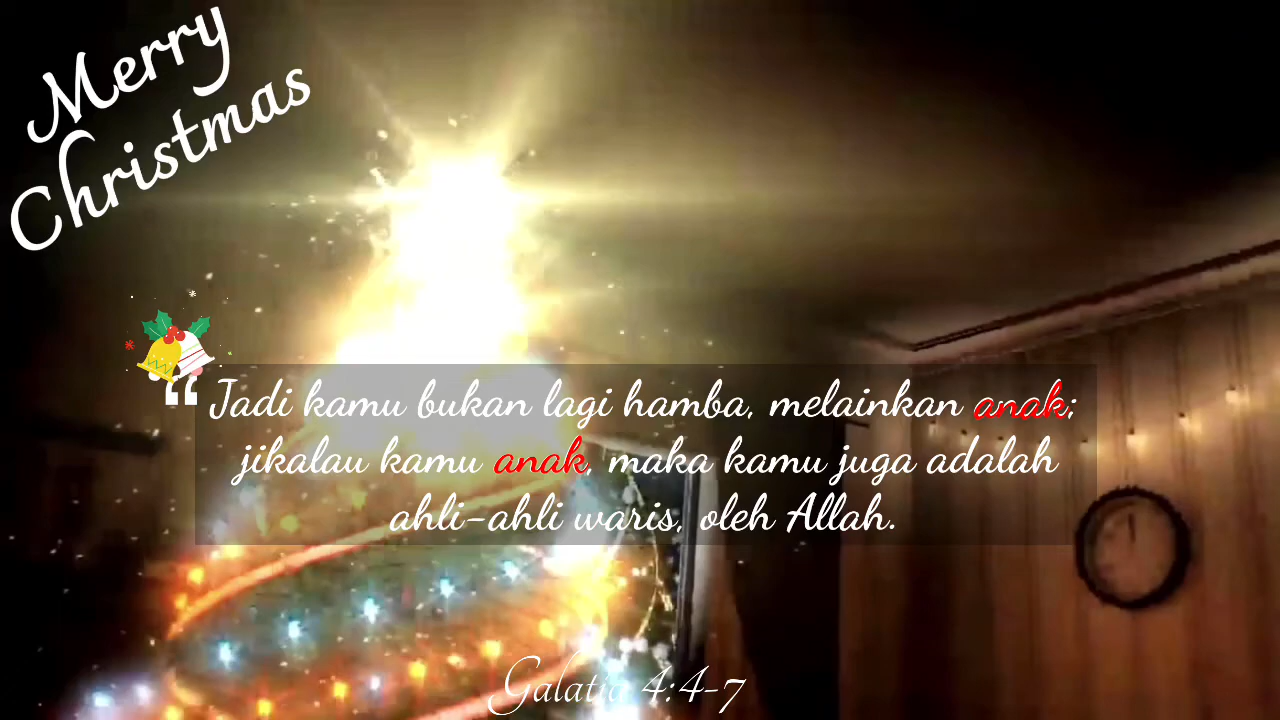 Merry
Christmas
“Jadi kamu bukan lagi hamba, melainkan anak;
jikalau kamu anak, maka kamu juga adalah
ahli-ahli waris, oleh Allah.
Galatia 4:4-7